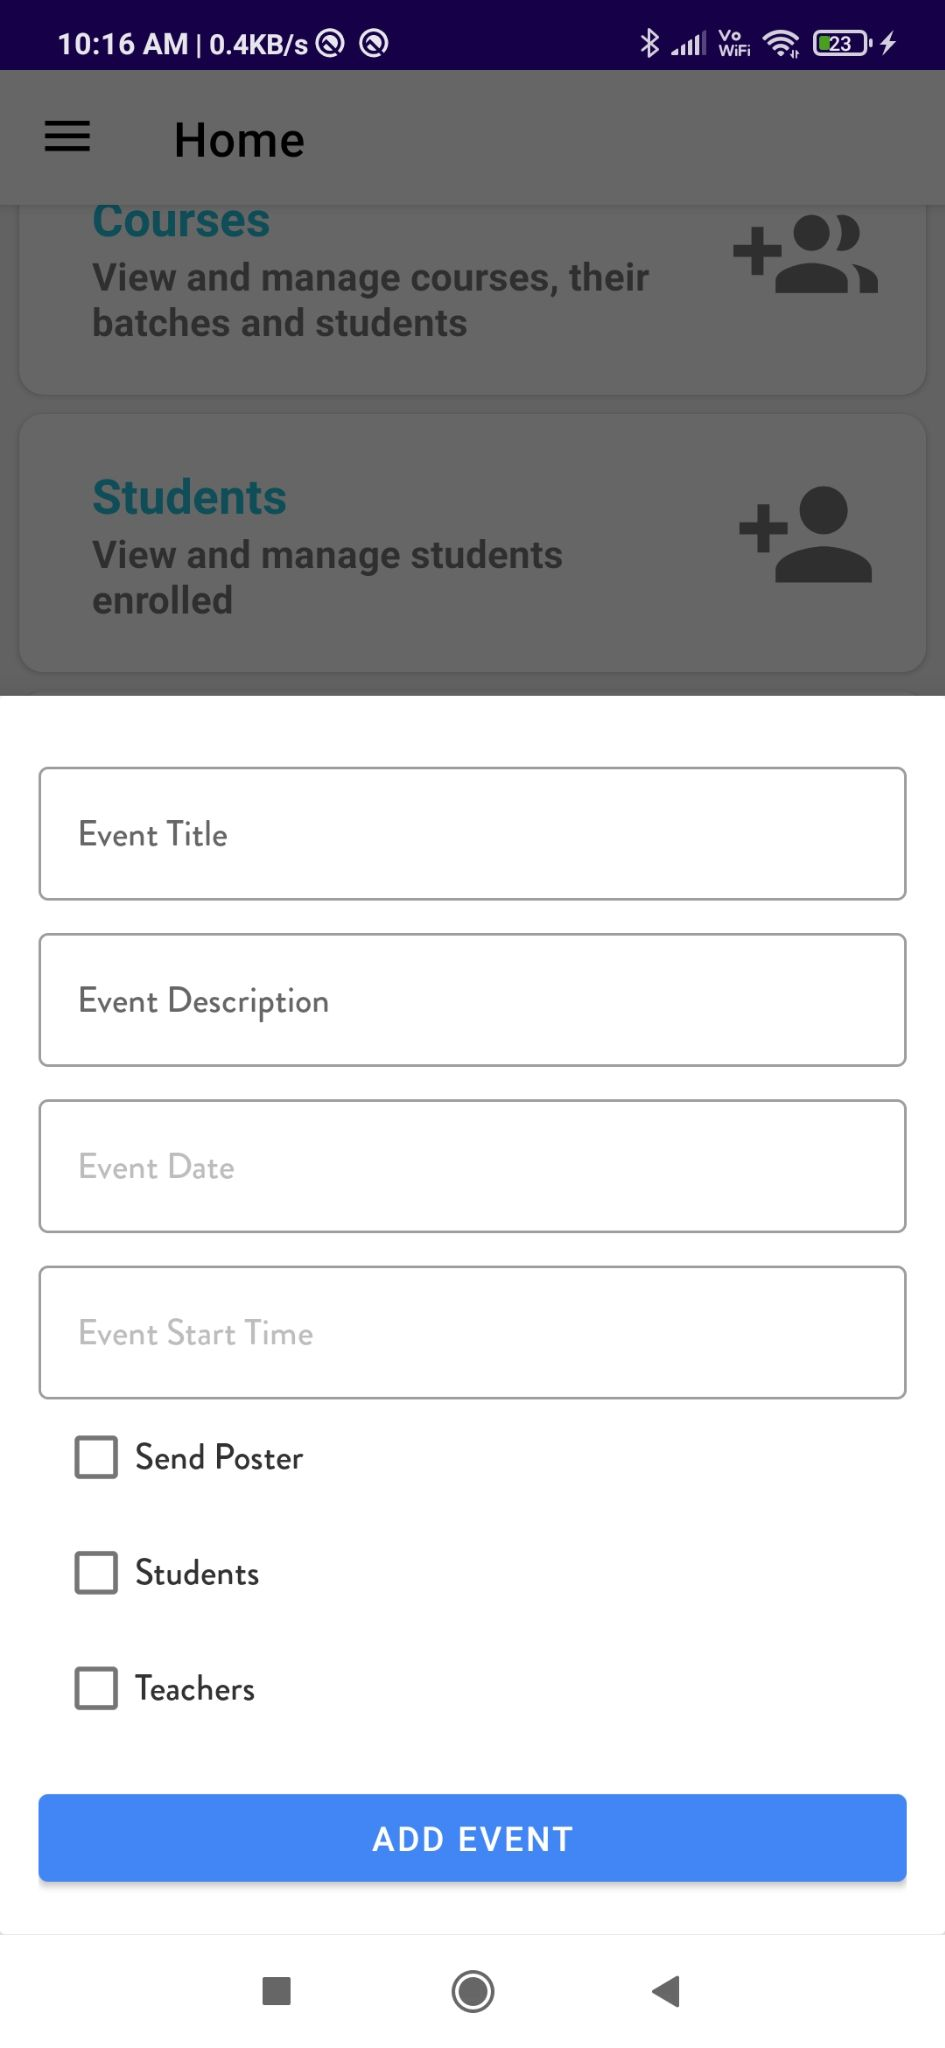 10:16 AM | 0.4KB/s Vo WiFi 23
Home
Courses
View and manage courses, their
batches and students
Students
View and manage students
enrolled
Event Title
Event Description
Event Date
Event Start Time
Send Poster
Students
Teachers
ADD EVENT